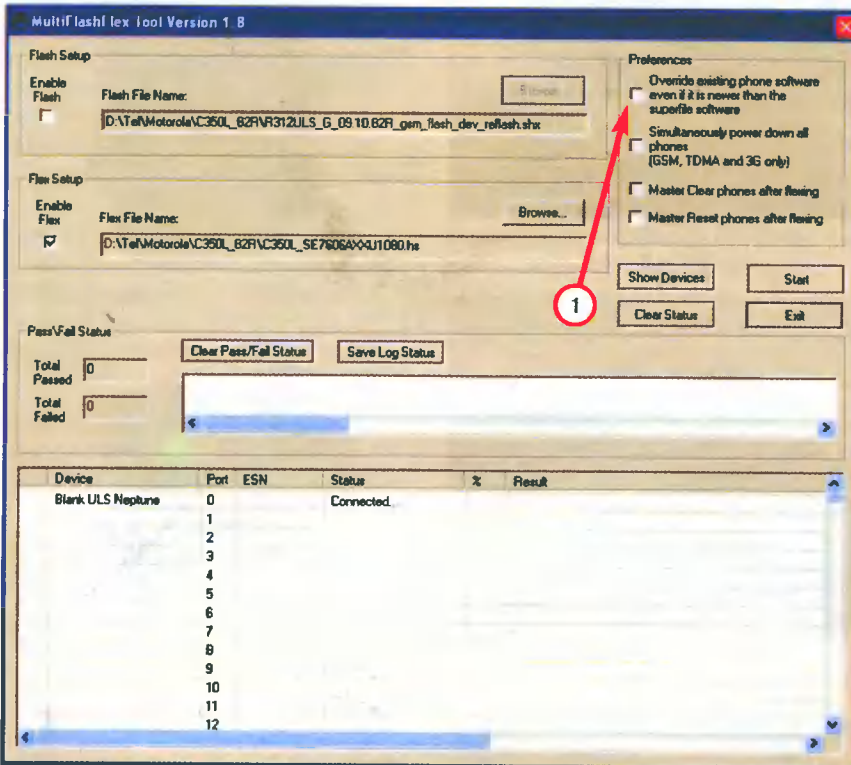 MultiFlashFlex Tool Version 1.8
Flash Setup
Enable
Flash
Flash File Name:
Browse...
D:\Tel\Motorola\C350L_82R\R312ULS_G_09.10.82R_gsm_flash_dev_reflash.shx
Flex Setup
Enable
Flex
Flex File Name:
Browse...
D:\Tel\Motorola\C350L_82R\C350L_SE7606AXXU1080.hs
Preferences
Override existing phone software
even if it is newer than the
superfile software
Simultaneously power down all
phones
(GSM, TDMA and 3G only)
Master Clear phones after flexing
Master Reset phones after flexing
1
Show Devices
Start
Clear Status
Exit
Pass\Fail Status
Total
Passed
0
Total
Failed
0
Clear Pass/Fail Status
Save Log Status
Device Port ESN Status % Result
Blank ULS Neptune 0 Connected..
1
2
3
4
5
6
7
8
9
10
11
12